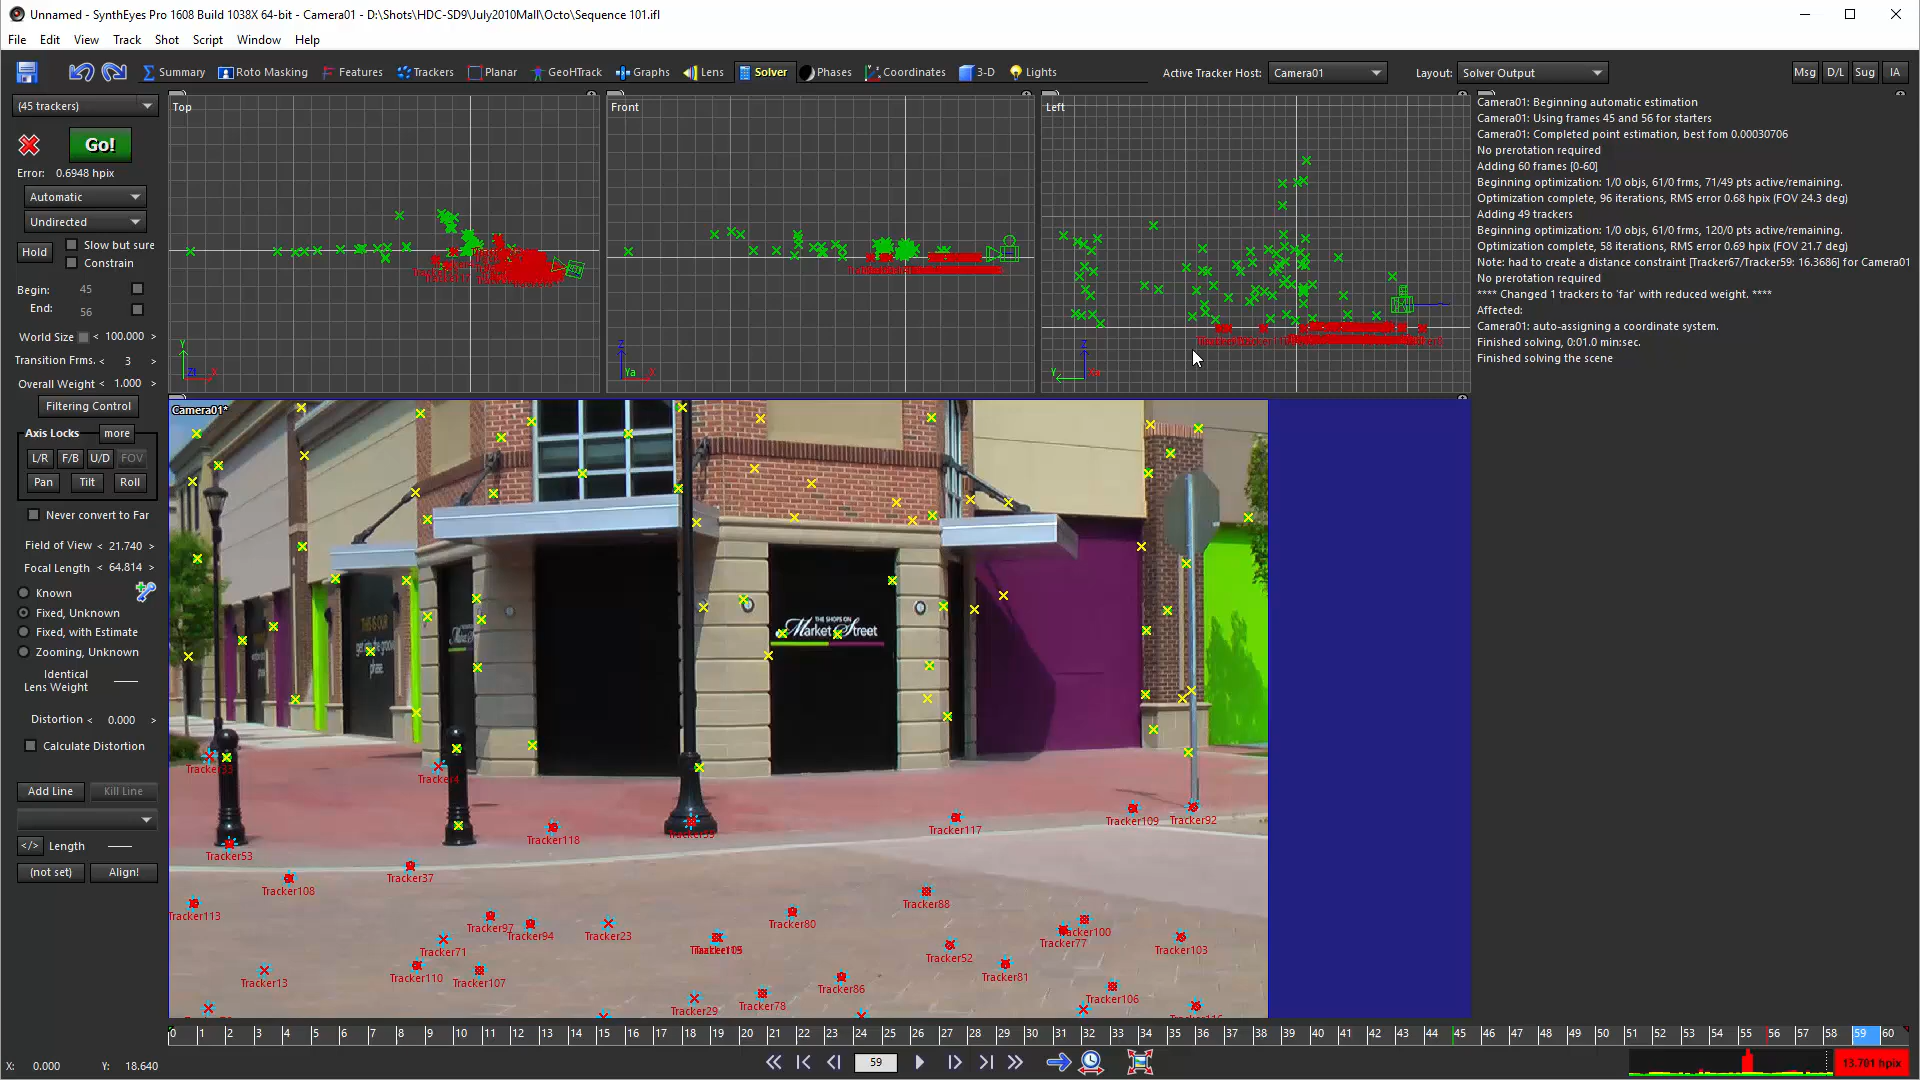 Unnamed - SynthEyes Pro 1608 Build 1038X 64-bit - Camera01 - D:\Shots\HDC-SD9\July2010Mall\Octo\Sequence 101.ifl
File Edit View Track Shot Script Window Help
Summary Roto Masking Features Trackers Planar GeoHTrack Graphs Lens Solver Phases Coordinates 3-D Lights Active Tracker Host: Camera01 Layout: Solver Output Msg D/L Sug IA
(45 trackers)
Go!
Error: 0.6948 hpix
Automatic
Undirected
Hold
Slow but sure
Constrain
Begin: 45
End: 56
World Size < 100.000 >
Transition Frms. < 3 >
Overall Weight < 1.000 >
Filtering Control
Axis Locks more
L/R F/B U/D FOV
Pan Tilt Roll
Never convert to Far
Field of View < 21.740 >
Focal Length < 64.814 >
Known
Fixed, Unknown
Fixed, with Estimate
Zooming, Unknown
Identical
Lens Weight
Distortion < 0.000 >
Calculate Distortion
Add Line Kill Line
</> Length
(not set) Align!
X: 0.000 Y: 18.640
Top
Y
X
Front
Z
Ya X
Left
Z
Y
Camera01: Beginning automatic estimation
Camera01: Using frames 45 and 56 for starters
Camera01: Completed point estimation, best fom 0.00030706
No prerotation required
Adding 60 frames [0-60]
Beginning optimization: 1/0 objs, 61/0 frms, 71/49 pts active/remaining.
Optimization complete, 96 iterations, RMS error 0.68 hpix (FOV 24.3 deg)
Adding 49 trackers
Beginning optimization: 1/0 objs, 61/0 frms, 120/0 pts active/remaining.
Optimization complete, 58 iterations, RMS error 0.69 hpix (FOV 21.7 deg)
Note: had to create a distance constraint [Tracker67/Tracker59: 16.3686] for Camera01
No prerotation required
**** Changed 1 trackers to 'far' with reduced weight. ****
Affected:
Camera01: auto-assigning a coordinate system.
Finished solving, 0:01.0 min:sec.
Finished solving the scene
Camera01*
THIS IS OUR
get into the groove
phase.
THE SHOPS ON
Market Street
Tracker33
Tracker4
Tracker53
Tracker118
Tracker117
Tracker109
Tracker92
Tracker108
Tracker37
Tracker113
Tracker97
Tracker94
Tracker23
Tracker80
Tracker88
Tracker100
Tracker77
Tracker103
Tracker71
Tracker52
Tracker13
Tracker110
Tracker107
Tracker86
Tracker81
Tracker29
Tracker78
Tracker106
0 1 2 3 4 5 6 7 8 9 10 11 12 13 14 15 16 17 18 19 20 21 22 23 24 25 26 27 28 29 30 31 32 33 34 35 36 37 38 39 40 41 42 43 44 45 46 47 48 49 50 51 52 53 54 55 56 57 58 59 60
59
13.701 hpix